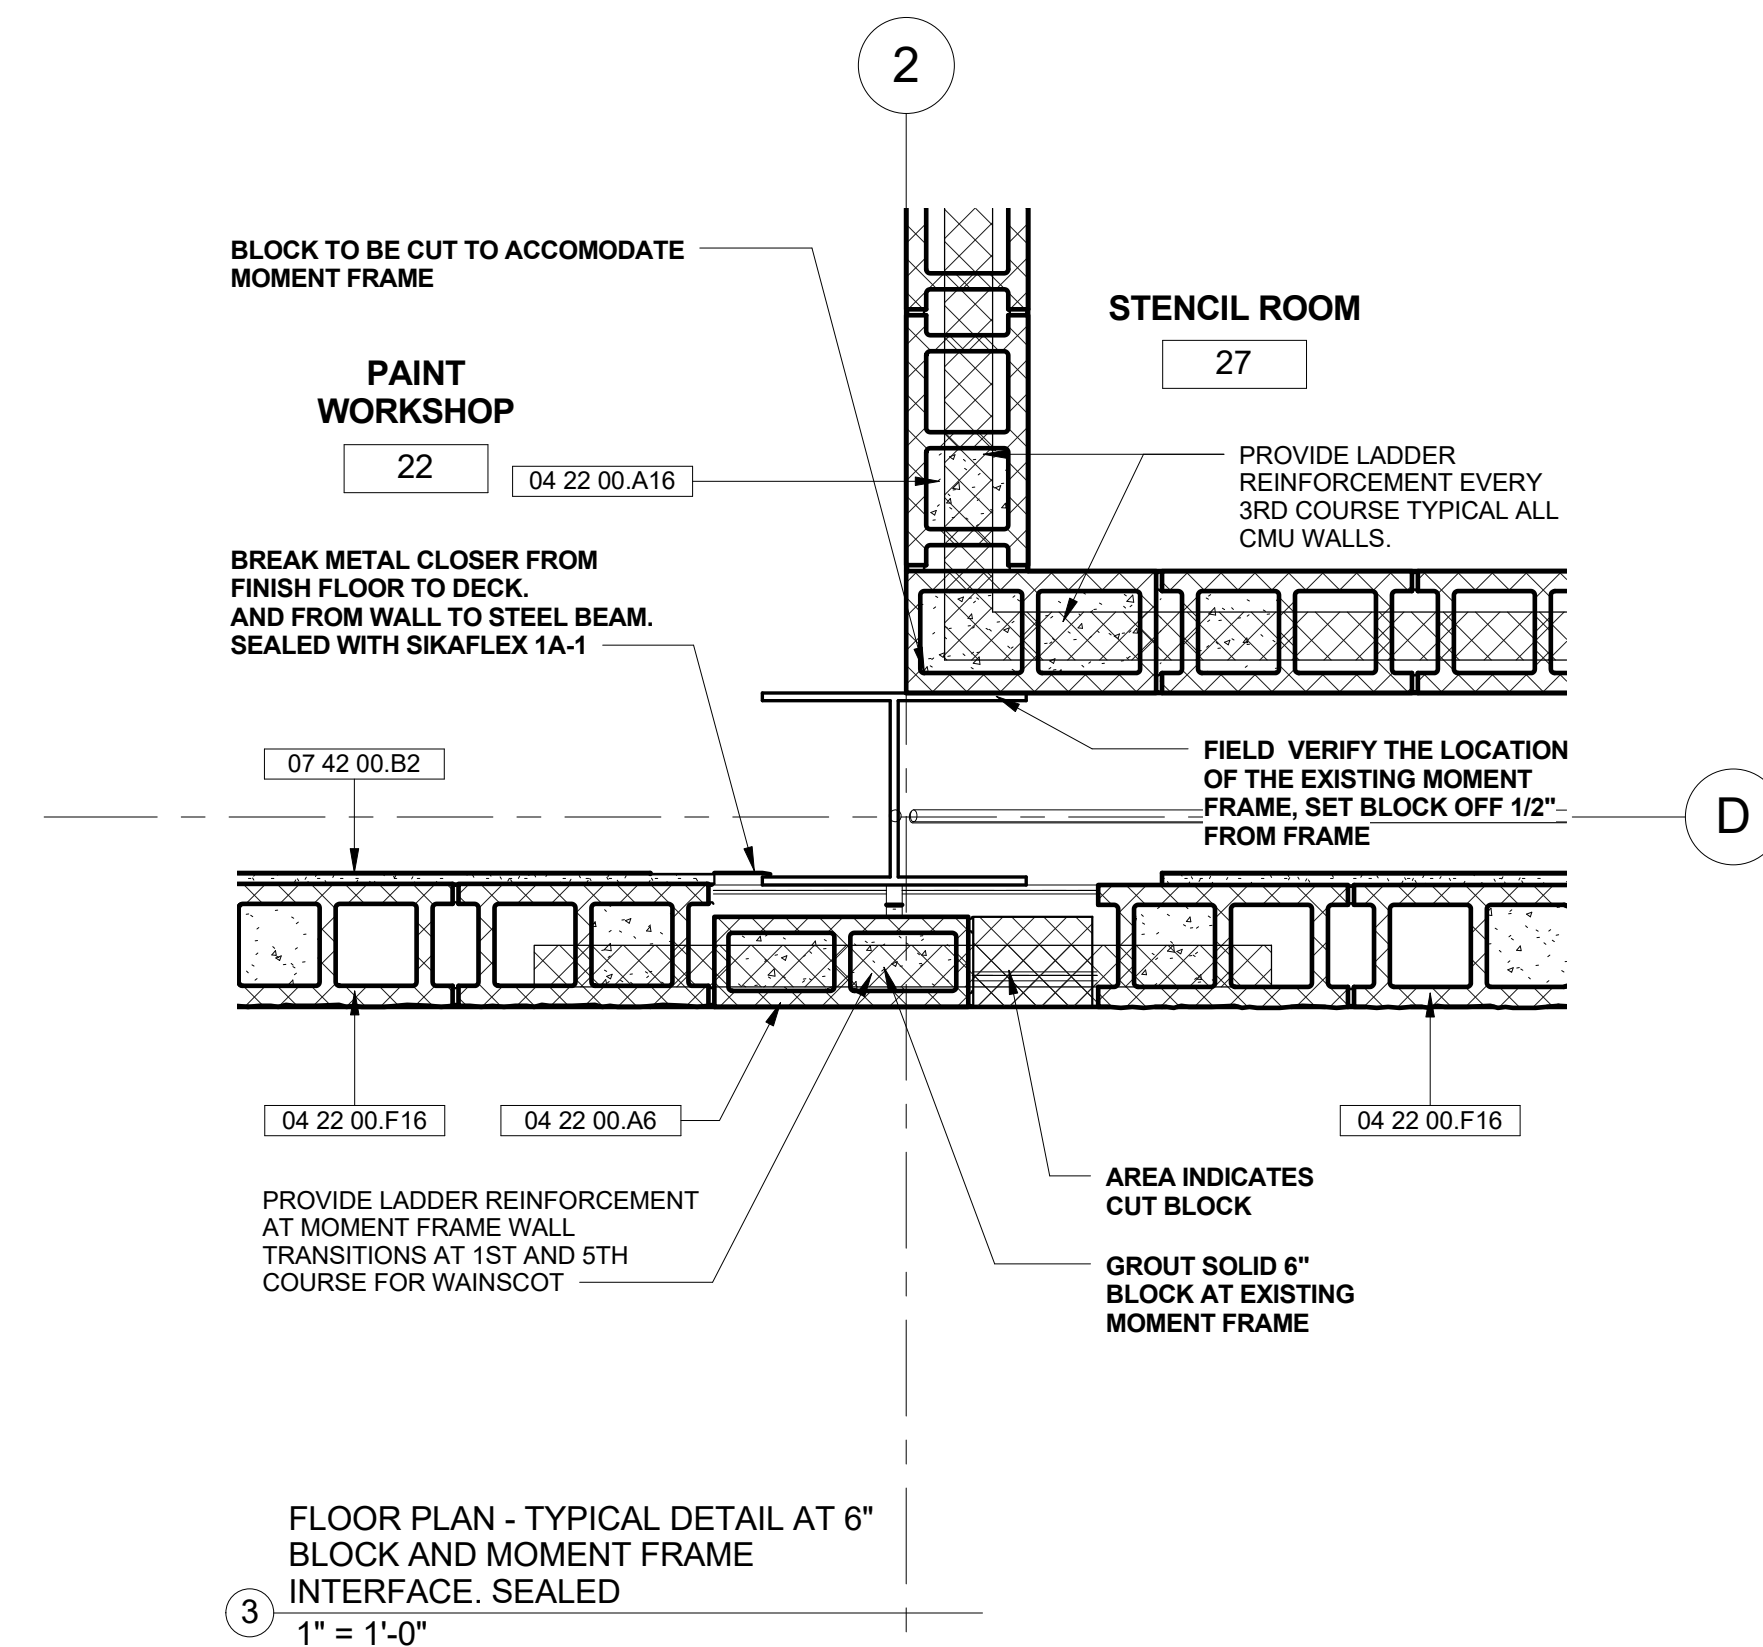 2
BLOCK TO BE CUT TO ACCOMODATE
MOMENT FRAME
STENCIL ROOM
27
PAINT
WORKSHOP
22
04 22 00.A16
PROVIDE LADDER
REINFORCEMENT EVERY
3RD COURSE TYPICAL ALL
CMU WALLS.
BREAK METAL CLOSER FROM
FINISH FLOOR TO DECK.
AND FROM WALL TO STEEL BEAM.
SEALED WITH SIKAFLEX 1A-1
07 42 00.B2
FIELD VERIFY THE LOCATION
OF THE EXISTING MOMENT
FRAME, SET BLOCK OFF 1/2"
FROM FRAME
D
04 22 00.F16
04 22 00.A6
04 22 00.F16
PROVIDE LADDER REINFORCEMENT
AT MOMENT FRAME WALL
TRANSITIONS AT 1ST AND 5TH
COURSE FOR WAINSCOT
AREA INDICATES
CUT BLOCK
GROUT SOLID 6"
BLOCK AT EXISTING
MOMENT FRAME
FLOOR PLAN - TYPICAL DETAIL AT 6"
BLOCK AND MOMENT FRAME
INTERFACE. SEALED
3
1" = 1'-0"